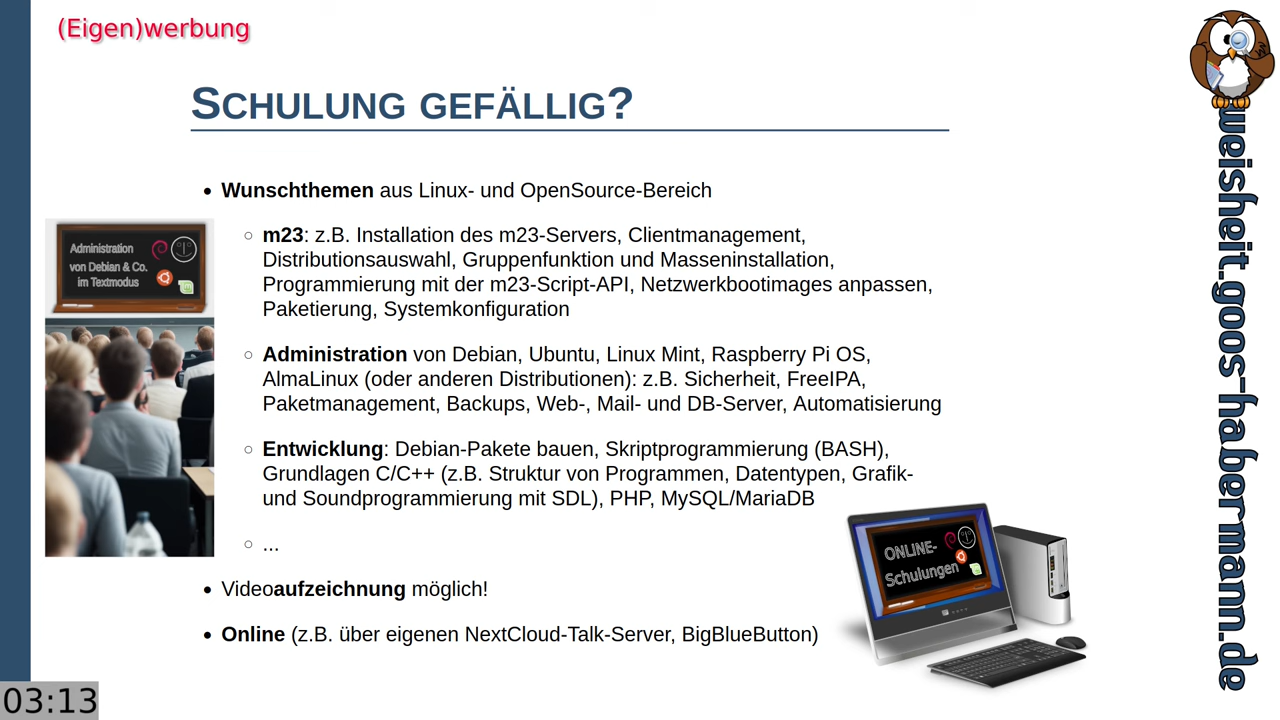 (Eigen)werbung
SCHULUNG GEFÄLLIG?
• Wunschthemen aus Linux- und OpenSource-Bereich
◦ m23: z.B. Installation des m23-Servers, Clientmanagement,
Distributionsauswahl, Gruppenfunktion und Masseninstallation,
Programmierung mit der m23-Script-API, Netzwerkbootimages anpassen,
Paketierung, Systemkonfiguration
◦ Administration von Debian, Ubuntu, Linux Mint, Raspberry Pi OS,
AlmaLinux (oder anderen Distributionen): z.B. Sicherheit, FreeIPA,
Paketmanagement, Backups, Web-, Mail- und DB-Server, Automatisierung
◦ Entwicklung: Debian-Pakete bauen, Skriptprogrammierung (BASH),
Grundlagen C/C++ (z.B. Struktur von Programmen, Datentypen, Grafik-
und Soundprogrammierung mit SDL), PHP, MySQL/MariaDB
◦ ...
• Videoaufzeichnung möglich!
• Online (z.B. über eigenen NextCloud-Talk-Server, BigBlueButton)
Administration
von Debian & Co.
im Textmodus
ONLINE-
Schulungen
weisheit.goos-habermann.de
03:13